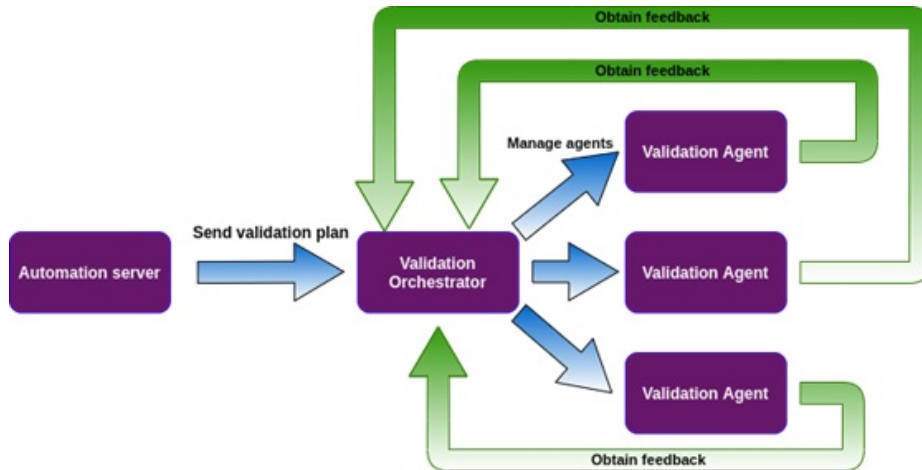 Obtain feedback
Obtain feedback
Manage agents
Validation Agent
Send validation plan
Automation server
Validation
Orchestrator
Validation Agent
Validation Agent
Obtain feedback